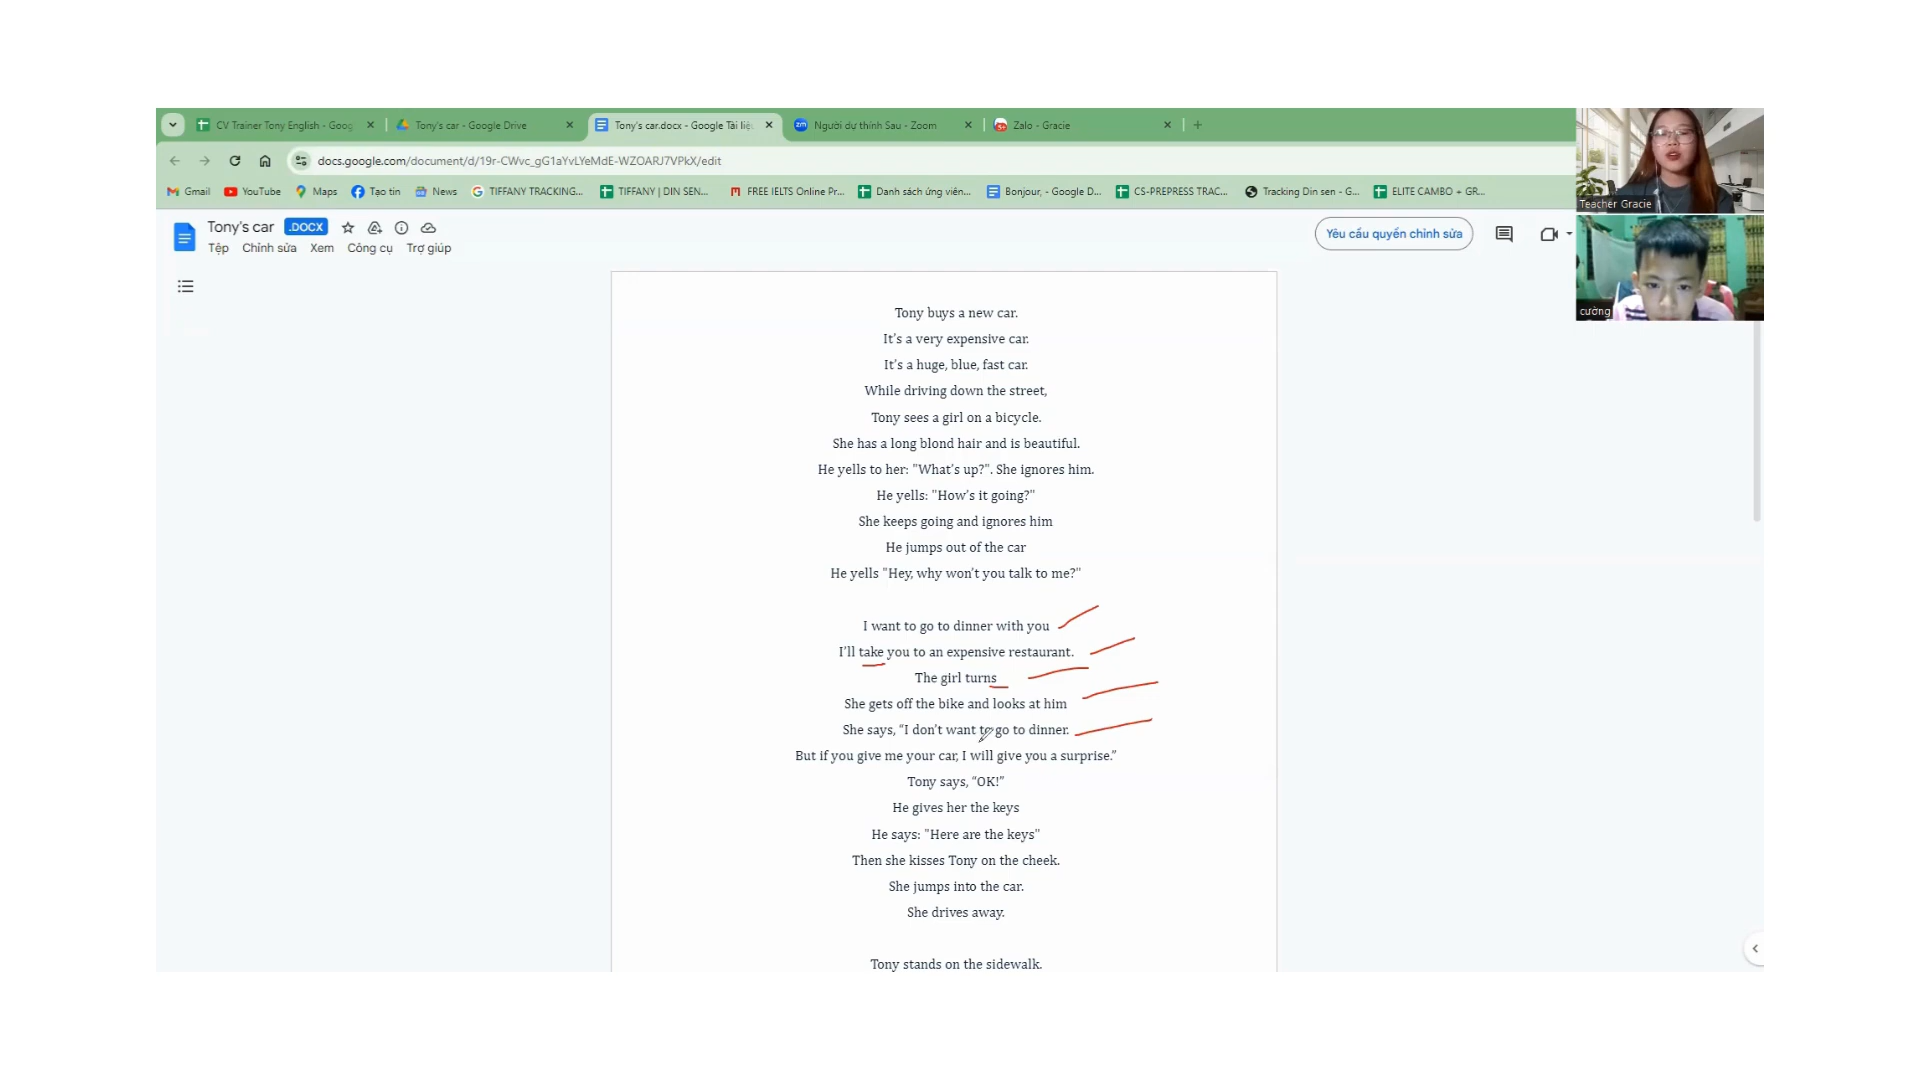 CV Trainer Tony English - Goog
Tony's car - Google Drive
Tony's car.docx - Google Tài liệu
Người dự thính Sau - Zoom
Zalo - Gracie
docs.google.com/document/d/19r-CWvc_gG1aYvLYeMdE-WZOARJ7VPkX/edit
Gmail
YouTube
Maps
Tạo tin
News
TIFFANY TRACKING...
TIFFANY | DIN SEN...
FREE IELTS Online Pr...
Danh sách ứng viên...
Bonjour, - Google D...
CS-PREPRESS TRAC...
Tracking Din sen - G...
ELITE CAMBO + GR...
Teacher Gracie
Tony's car
.DOCX
Tệp Chỉnh sửa Xem Công cụ Trợ giúp
Yêu cầu quyền chỉnh sửa
cường
Tony buys a new car.
It's a very expensive car.
It's a huge, blue, fast car.
While driving down the street,
Tony sees a girl on a bicycle.
She has a long blond hair and is beautiful.
He yells to her: "What's up?". She ignores him.
He yells: "How's it going?"
She keeps going and ignores him
He jumps out of the car
He yells "Hey, why won't you talk to me?"
I want to go to dinner with you
I'll take you to an expensive restaurant.
The girl turns
She gets off the bike and looks at him
She says, “I don't want to go to dinner.
But if you give me your car, I will give you a surprise.”
Tony says, “OK!”
He gives her the keys
He says: "Here are the keys"
Then she kisses Tony on the cheek.
She jumps into the car.
She drives away.
Tony stands on the sidewalk.